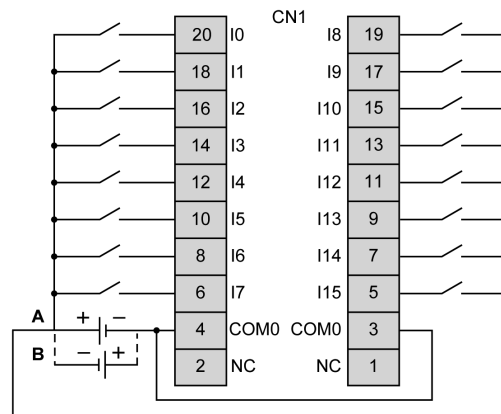 CN1
20 I0 I8 19
18 I1 I9 17
16 I2 I10 15
14 I3 I11 13
12 I4 I12 11
10 I5 I13 9
8 I6 I14 7
6 I7 I15 5
A + − 4 COM0 COM0 3
B − + 2 NC NC 1